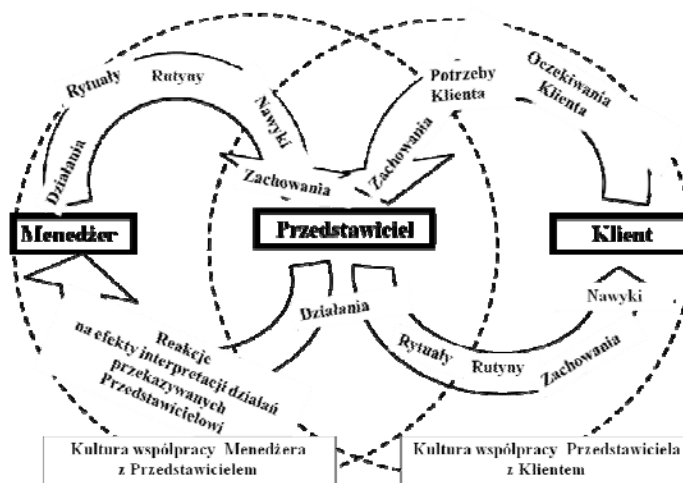 Rytuały
Rutyny
Nawyki
Działania
Zachowania
Potrzeby
Klienta
Oczekiwania
Klienta
Zachowania
Menedżer
Przedstawiciel
Klient
Działania
Nawyki
Reakcje
na efekty interpretacji działań
przekazywanych
Przedstawicielowi
Rytuały
Rutyny
Zachowania
Kultura współpracy Menedżera
z Przedstawicielem
Kultura współpracy Przedstawiciela
z Klientem